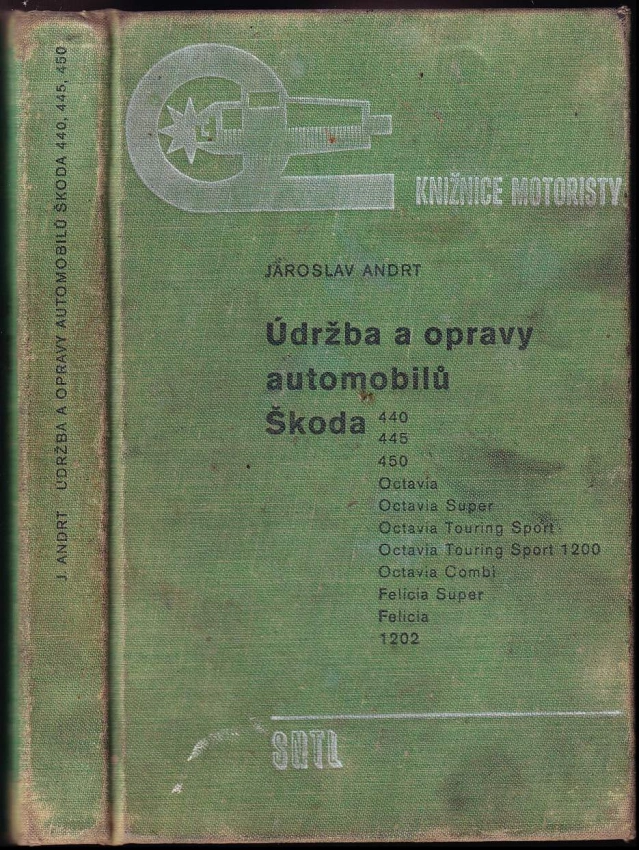 J. ANDRT ÚDRŽBA A OPRAVY AUTOMOBILŮ ŠKODA 440, 445, 450
KNIŽNICE MOTORISTY
JAROSLAV ANDRT
Údržba a opravy
automobilů
Škoda 440
445
450
Octavia
Octavia Super
Octavia Touring Sport
Octavia Touring Sport 1200
Octavia Combi
Felicia Super
Felicia
1202
SNTL